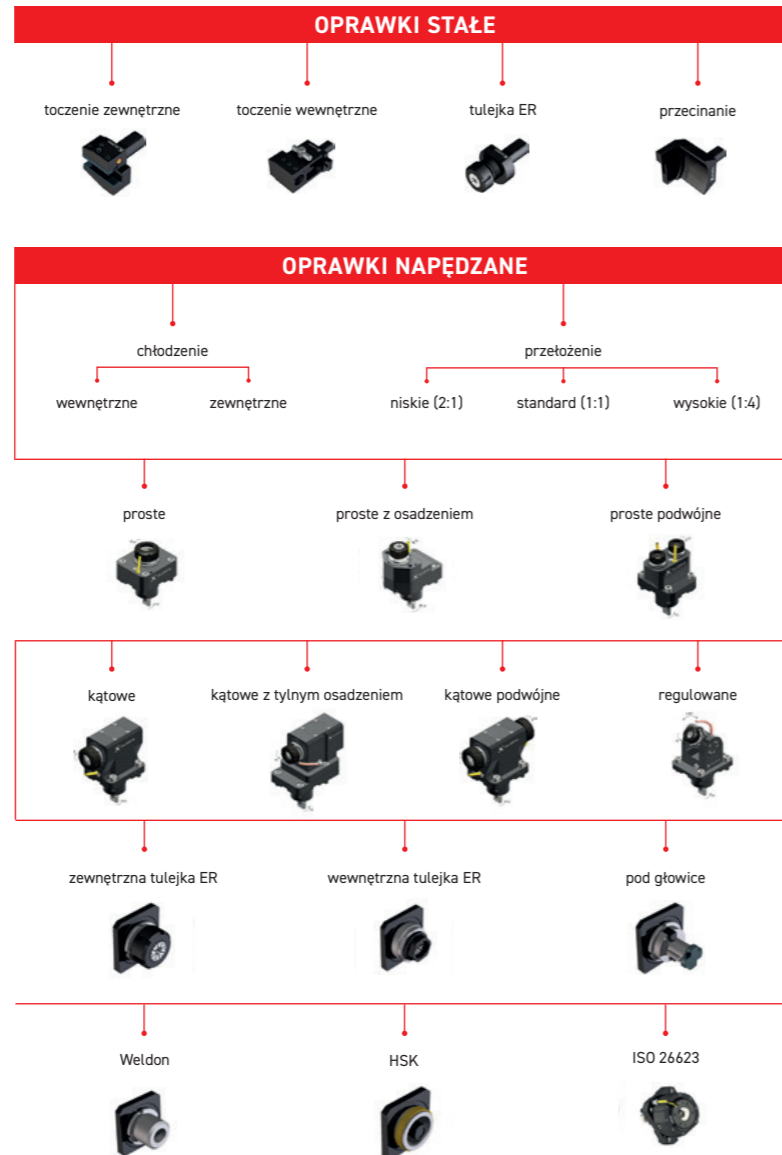 OPRAWKI STAŁE
toczenie zewnętrzne
toczenie wewnętrzne
tulejka ER
przecinanie
OPRAWKI NAPĘDZANE
chłodzenie
przełożenie
wewnętrzne
zewnętrzne
niskie (2:1)
standard (1:1)
wysokie (1:4)
proste
proste z osadzeniem
proste podwójne
kątowe
kątowe z tylnym osadzeniem
kątowe podwójne
regulowane
zewnętrzna tulejka ER
wewnętrzna tulejka ER
pod głowice
Weldon
HSK
ISO 26623